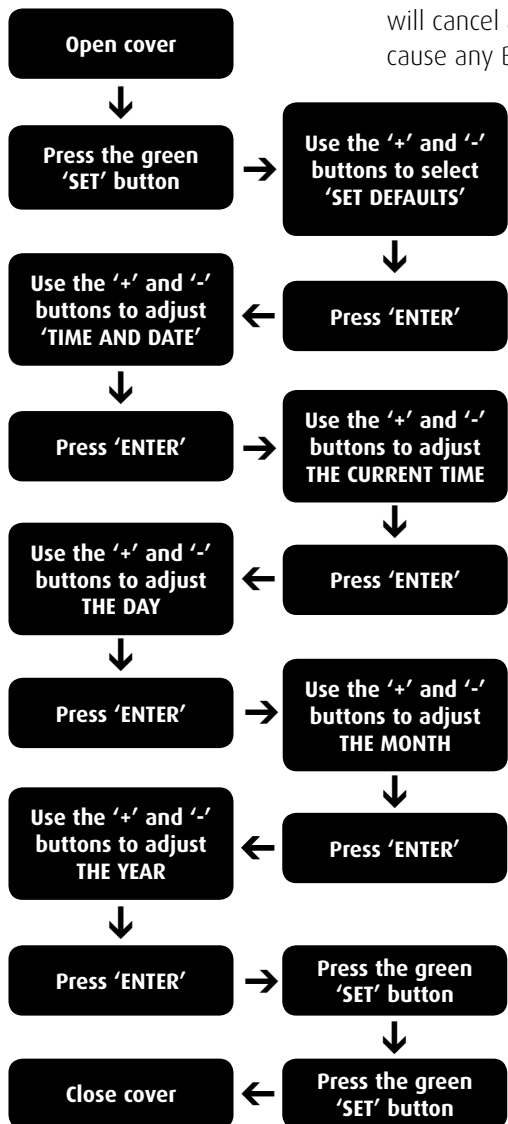 will cancel
cause any
Open cover
Press the green
‘SET’ button
Use the ‘+’ and ‘-’
buttons to select
‘SET DEFAULTS’
Press ‘ENTER’
Use the ‘+’ and ‘-’
buttons to adjust
‘TIME AND DATE’
Press ‘ENTER’
Use the ‘+’ and ‘-’
buttons to adjust
THE CURRENT TIME
Press ‘ENTER’
Use the ‘+’ and ‘-’
buttons to adjust
THE DAY
Press ‘ENTER’
Use the ‘+’ and ‘-’
buttons to adjust
THE MONTH
Press ‘ENTER’
Use the ‘+’ and ‘-’
buttons to adjust
THE YEAR
Press ‘ENTER’
Press the green
‘SET’ button
Press the green
‘SET’ button
Close cover